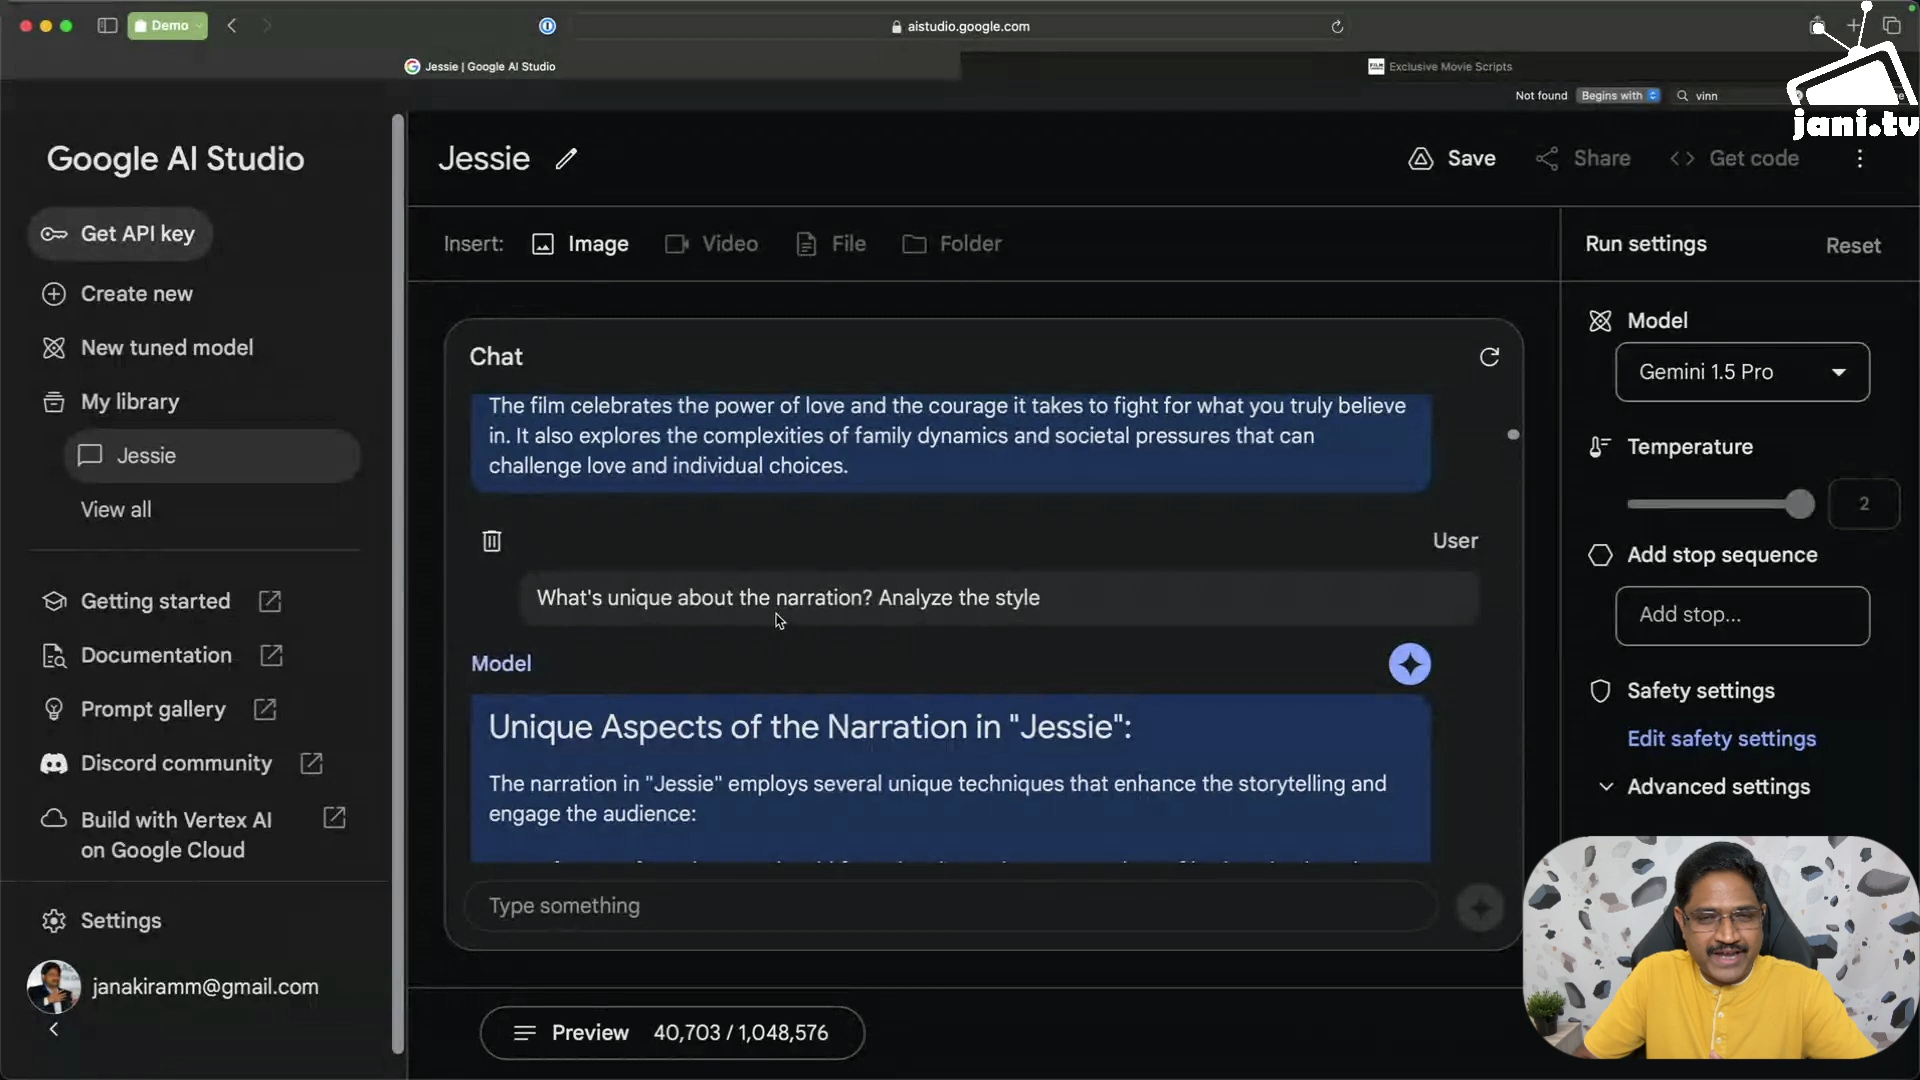 Demo
aistudio.google.com
Jessie | Google AI Studio
Exclusive Movie Scripts
Not found
Begins with
vinn
jani.tv
Google AI Studio
Get API key
Create new
New tuned model
My library
Jessie
View all
Getting started
Documentation
Prompt gallery
Discord community
Build with Vertex AI
on Google Cloud
Settings
janakiramm@gmail.com
Jessie
Save
Share
Get code
Insert:
Image
Video
File
Folder
Chat
The film celebrates the power of love and the courage it takes to fight for what you truly believe
in. It also explores the complexities of family dynamics and societal pressures that can
challenge love and individual choices.
User
What's unique about the narration? Analyze the style
Model
Unique Aspects of the Narration in "Jessie":
The narration in "Jessie" employs several unique techniques that enhance the storytelling and
engage the audience:
Type something
Preview 40,703 / 1,048,576
Run settings
Reset
Model
Gemini 1.5 Pro
Temperature
2
Add stop sequence
Add stop...
Safety settings
Edit safety settings
Advanced settings